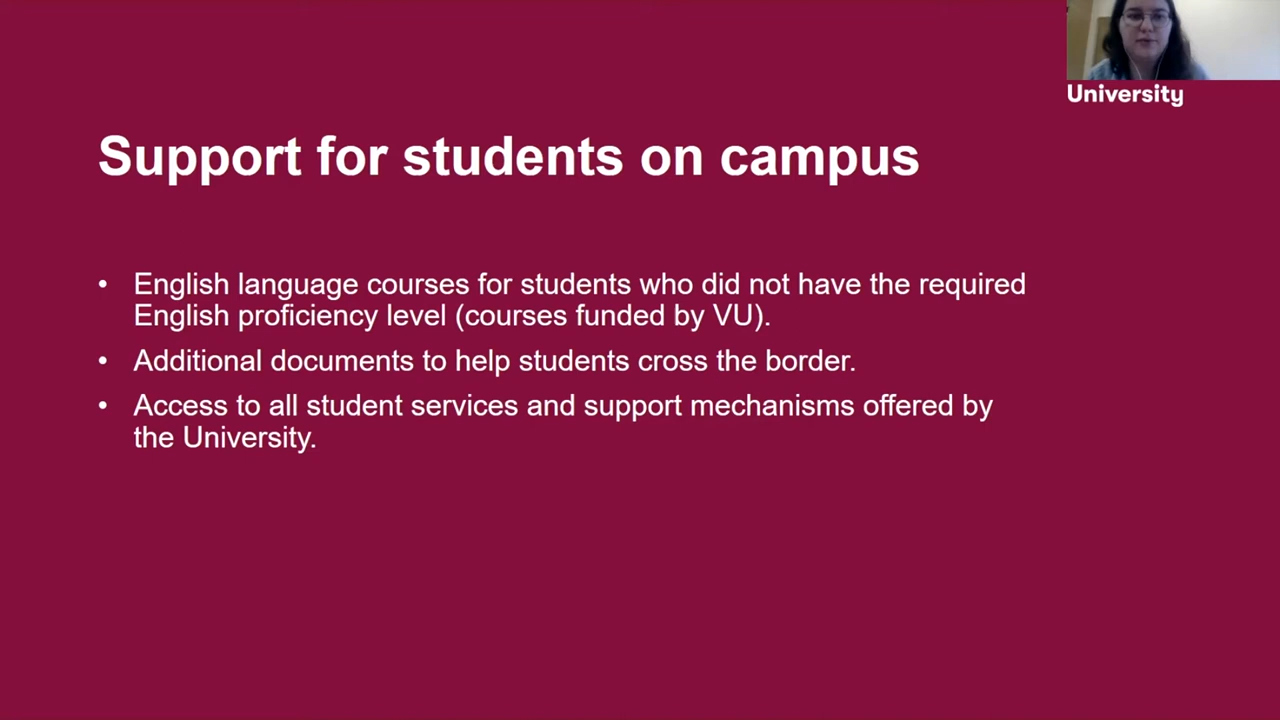 University
Support for students on campus
• English language courses for students who did not have the required
English proficiency level (courses funded by VU).
• Additional documents to help students cross the border.
• Access to all student services and support mechanisms offered by
the University.